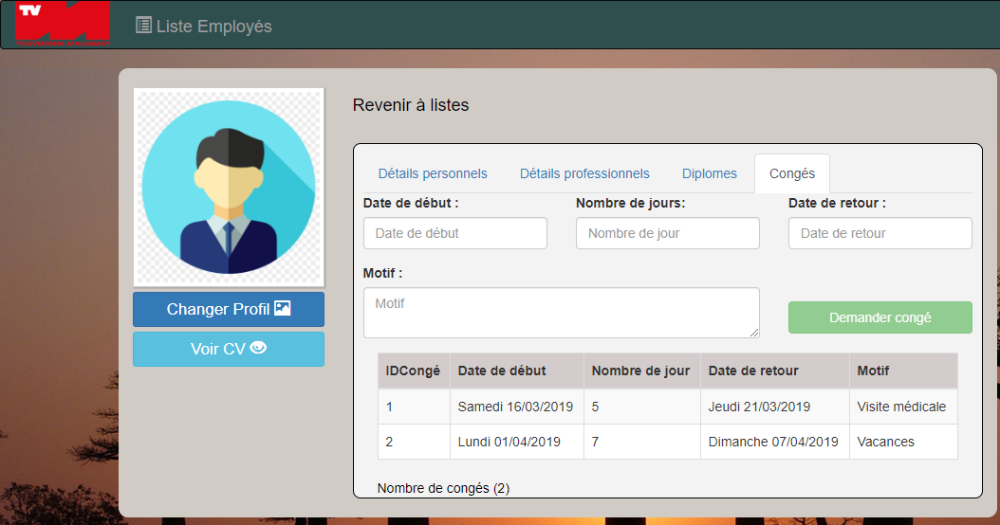 TV
Liste Employés
Revenir à listes
Détails personnels Détails professionnels Diplomes Congés
Date de début : Nombre de jours: Date de retour :
Date de début Nombre de jour Date de retour
Motif :
Motif
Changer Profil
Demander congé
Voir CV
IDCongé Date de début Nombre de jour Date de retour Motif
1 Samedi 16/03/2019 5 Jeudi 21/03/2019 Visite médicale
2 Lundi 01/04/2019 7 Dimanche 07/04/2019 Vacances
Nombre de congés (2)